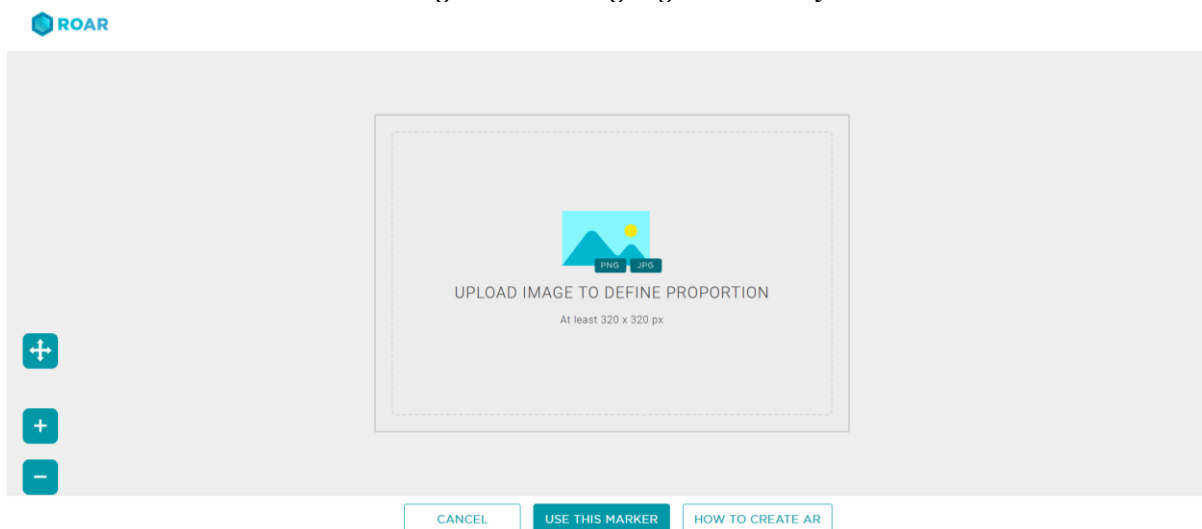 ROAR
PNG JPG
UPLOAD IMAGE TO DEFINE PROPORTION
At least 320 x 320 px
+
−
CANCEL USE THIS MARKER HOW TO CREATE AR